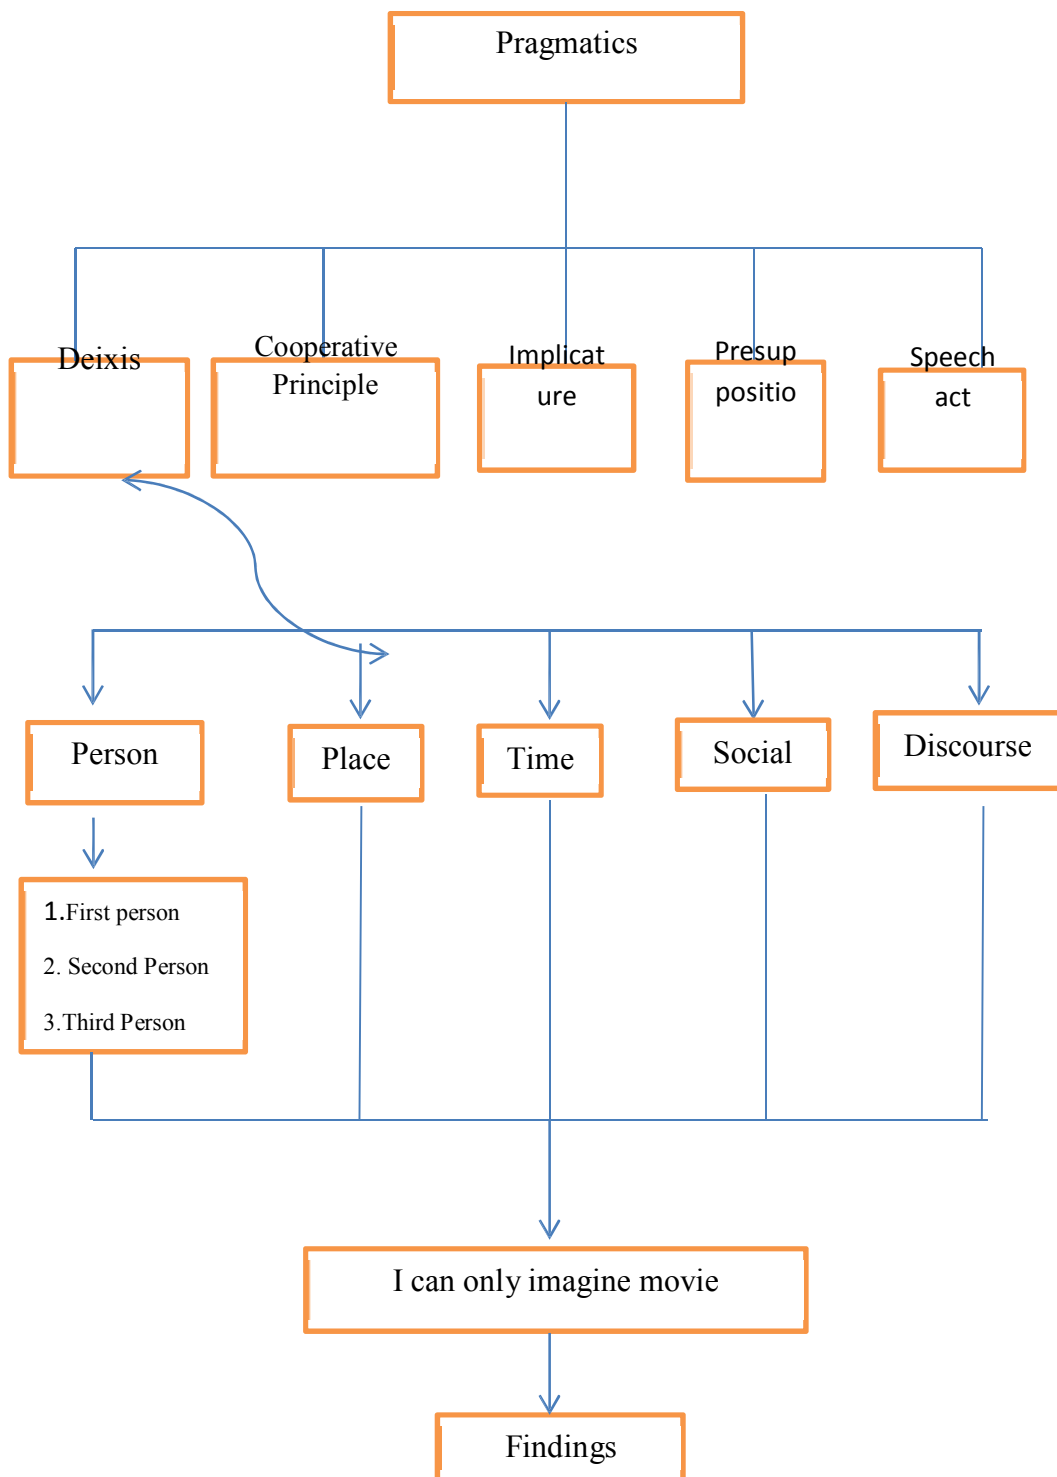 Pragmatics
Deixis
Cooperative
Principle
Implicat
ure
Presup
positio
Speech
act
Person
Place
Time
Social
Discourse
1.First person
2. Second Person
3.Third Person
I can only imagine movie
Findings